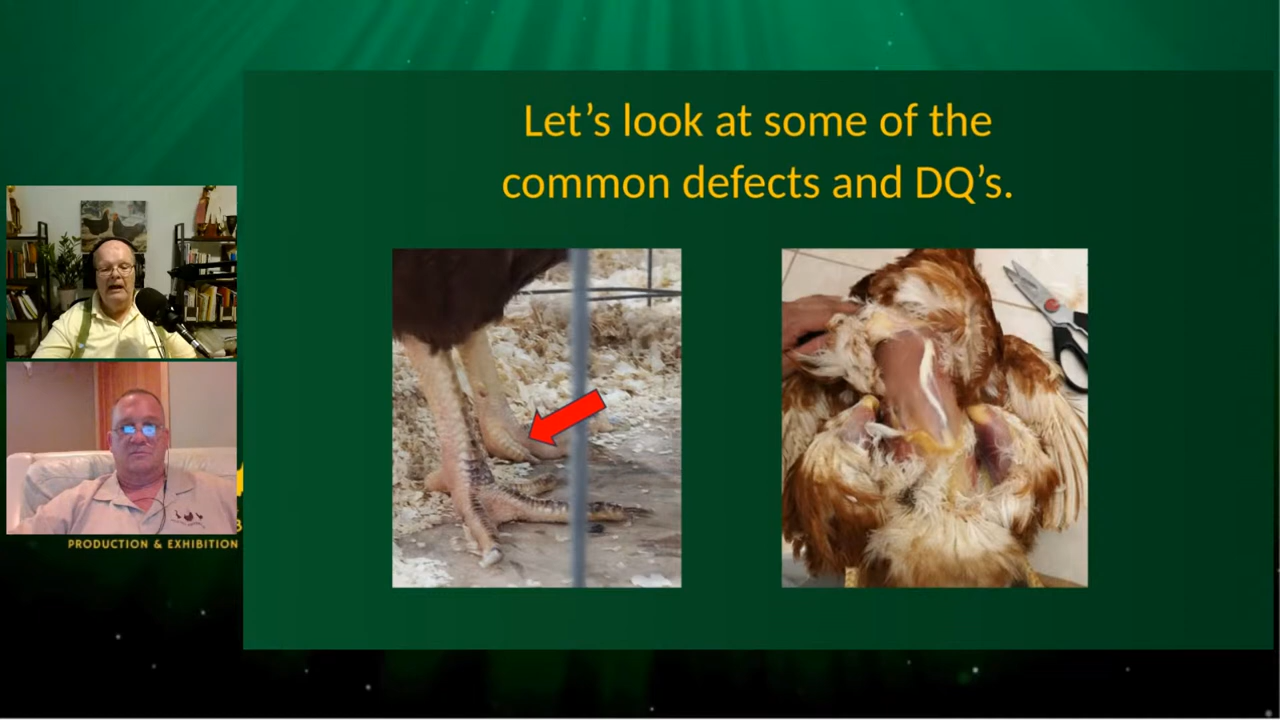 Let's look at some of the
common defects and DQ's.
PRODUCTION & EXHIBITION